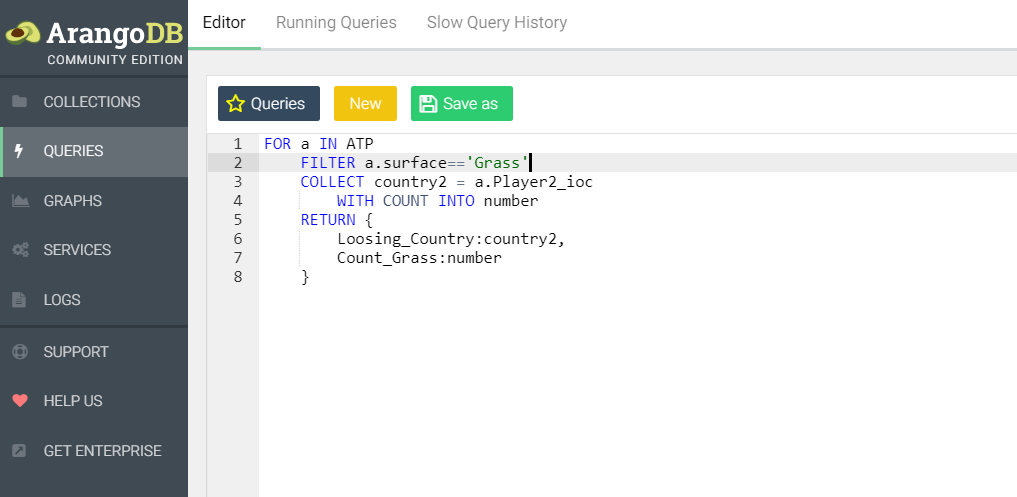 ArangoDB
COMMUNITY EDITION
COLLECTIONS
QUERIES
GRAPHS
SERVICES
LOGS
SUPPORT
HELP US
GET ENTERPRISE
Editor Running Queries Slow Query History
Queries New Save as
1 FOR a IN ATP
2 FILTER a.surface=='Grass'
3 COLLECT country2 = a.Player2_ioc
4 WITH COUNT INTO number
5 RETURN {
6 Loosing_Country:country2,
7 Count_Grass:number
8 }